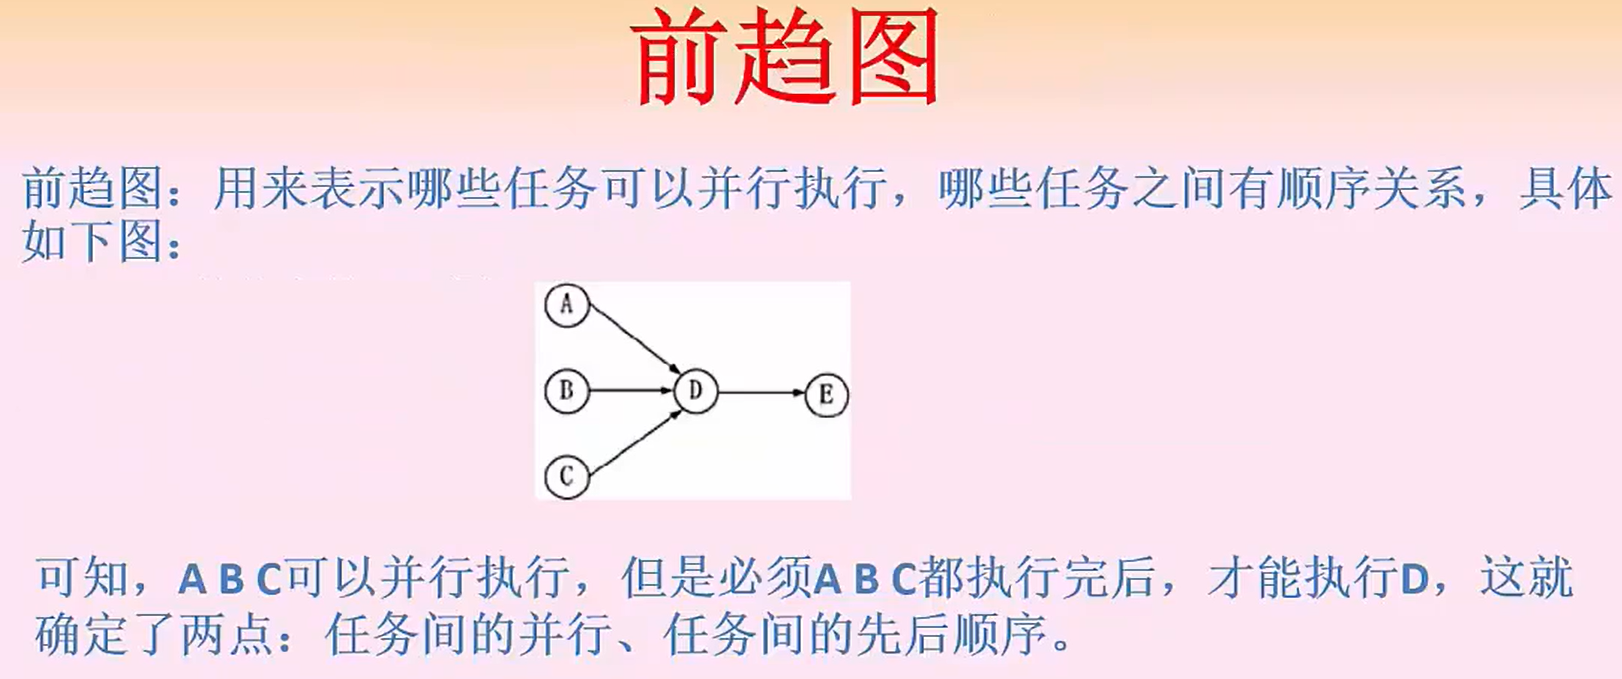 前趋图
前趋图：用来表示哪些任务可以并行执行，哪些任务之间有顺序关系，具体
如下图：
A
B
D
E
C
可知，A B C可以并行执行，但是必须A B C都执行完后，才能执行D，这就
确定了两点：任务间的并行、任务间的先后顺序。